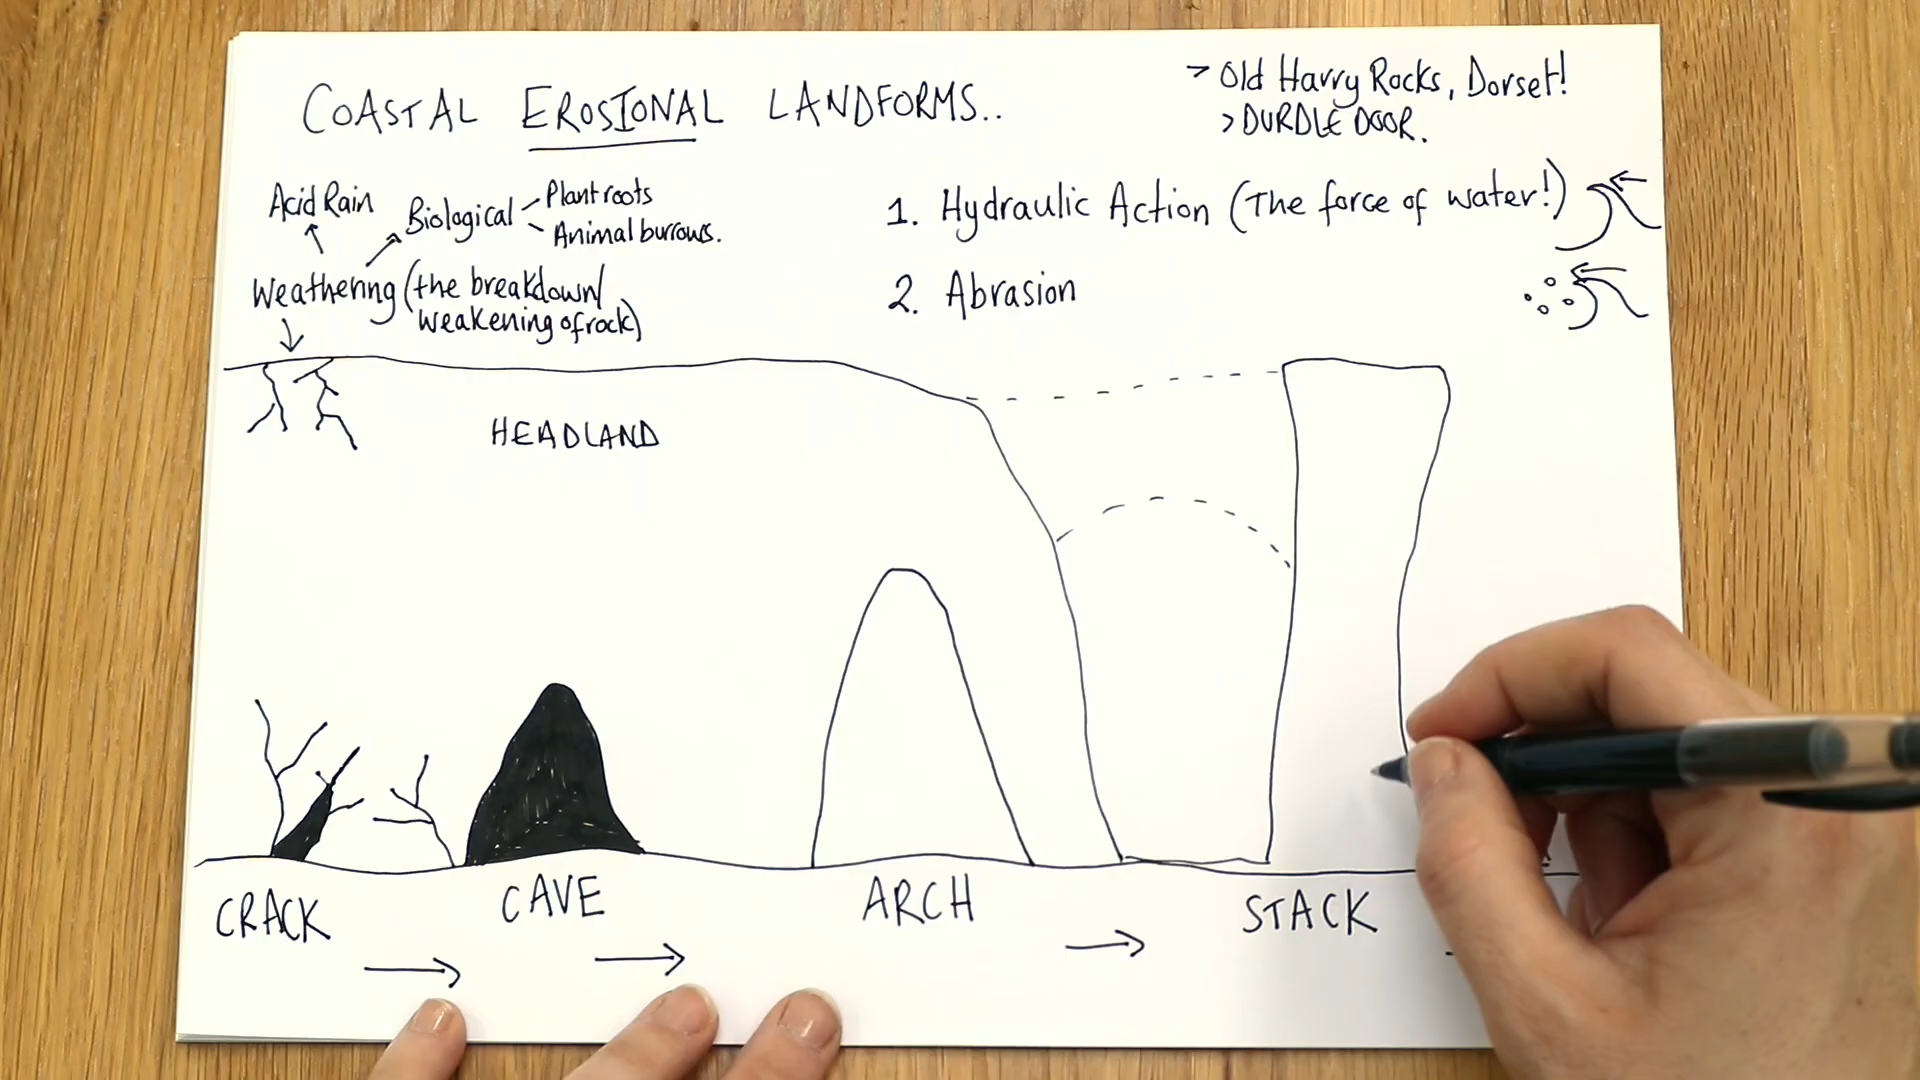 COASTAL EROSIONAL LANDFORMS..
> Old Harry Rocks, Dorset!
> DURDLE DOOR.
Acid Rain
Biological
Plant roots
Animal burrows.
Weathering (the breakdown/
weakening of rock)
1. Hydraulic Action (The force of water!)
2. Abrasion
HEADLAND
CRACK
CAVE
ARCH
STACK